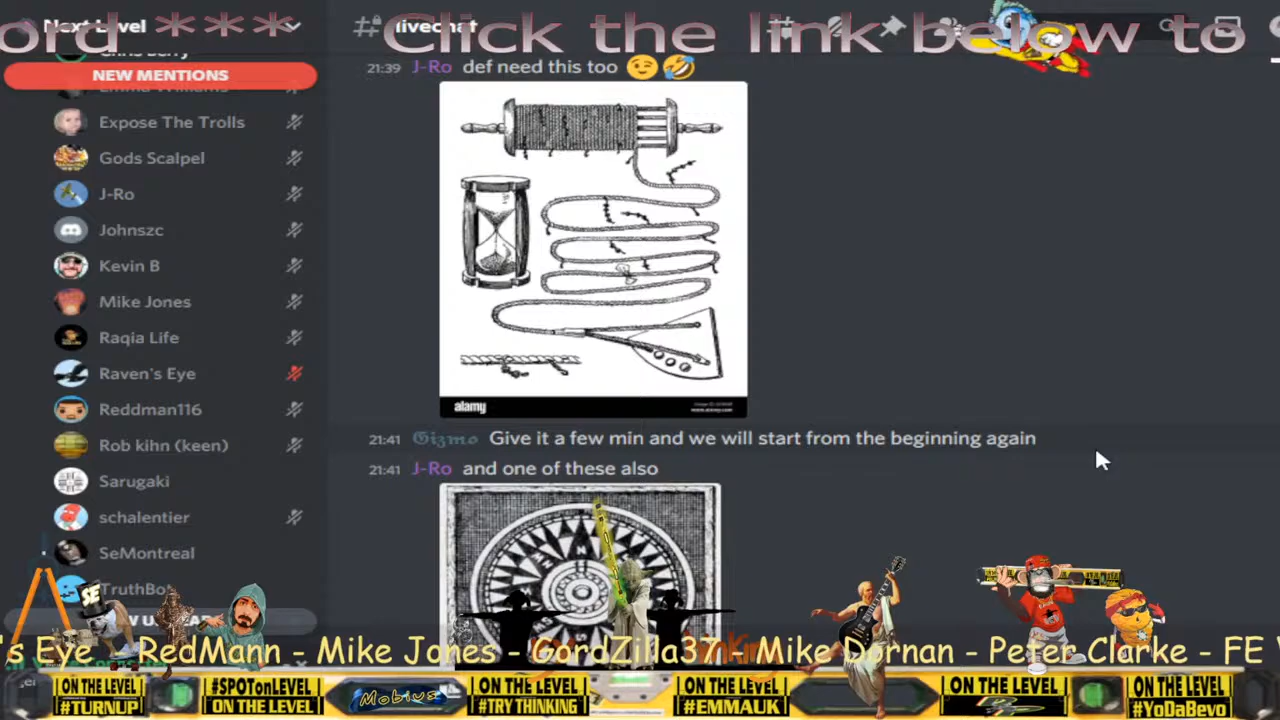 Next Level
ord *** Click the link below to
livechat
NEW MENTIONS
21:39 J-Ro def need this too
Expose The Trolls
Gods Scalpel
J-Ro
Johnszc
Kevin B
Mike Jones
Raqia Life
Raven's Eye
Reddman116
Rob kihn (keen)
Sarugaki
schalentier
SeMontreal
TruthBot
alamy
21:41 Gizmo Give it a few min and we will start from the beginning again
21:41 J-Ro and one of these also
SE
's Eye - RedMann - Mike Jones - GordZilla37 - Mike Dornan - Peter Clarke - FE
ON THE LEVEL
#TURNUP
#SPOTonLEVEL
ON THE LEVEL
Mobius
ON THE LEVEL
#TRY THINKING
ON THE LEVEL
#EMMAUK
ON THE LEVEL
ON THE LEVEL
#YoDaBevo